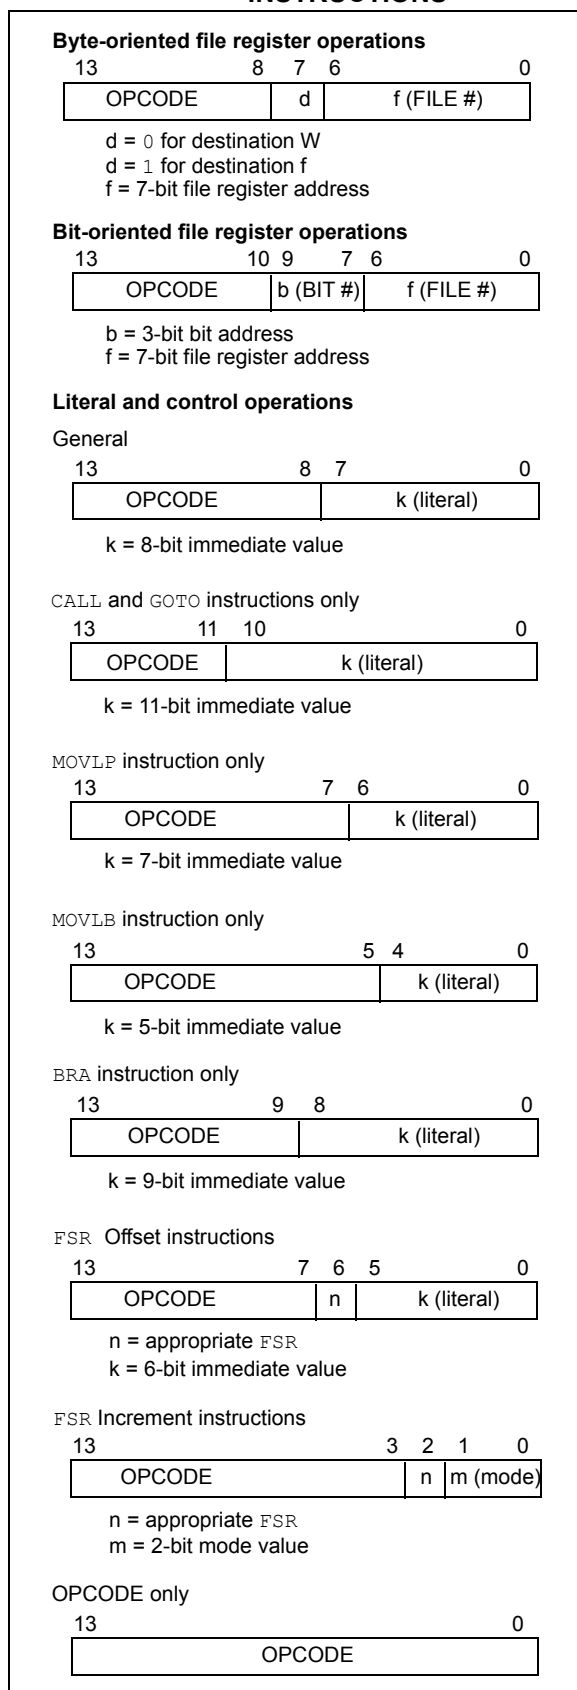 Byte-oriented file register operations
13 8 7 6 0
OPCODE d f (FILE #)
d = 0 for destination W
d = 1 for destination f
f = 7-bit file register address
Bit-oriented file register operations
13 10 9 7 6 0
OPCODE b (BIT #) f (FILE #)
b = 3-bit bit address
f = 7-bit file register address
Literal and control operations
General
13 8 7 0
OPCODE k (literal)
k = 8-bit immediate value
CALL and GOTO instructions only
13 11 10 0
OPCODE k (literal)
k = 11-bit immediate value
MOVLP instruction only
13 7 6 0
OPCODE k (literal)
k = 7-bit immediate value
MOVLB instruction only
13 5 4 0
OPCODE k (literal)
k = 5-bit immediate value
BRA instruction only
13 9 8 0
OPCODE k (literal)
k = 9-bit immediate value
FSR Offset instructions
13 7 6 5 0
OPCODE n k (literal)
n = appropriate FSR
k = 6-bit immediate value
FSR Increment instructions
13 3 2 1 0
OPCODE n m (mode)
n = appropriate FSR
m = 2-bit mode value
OPCODE only
13 0
OPCODE